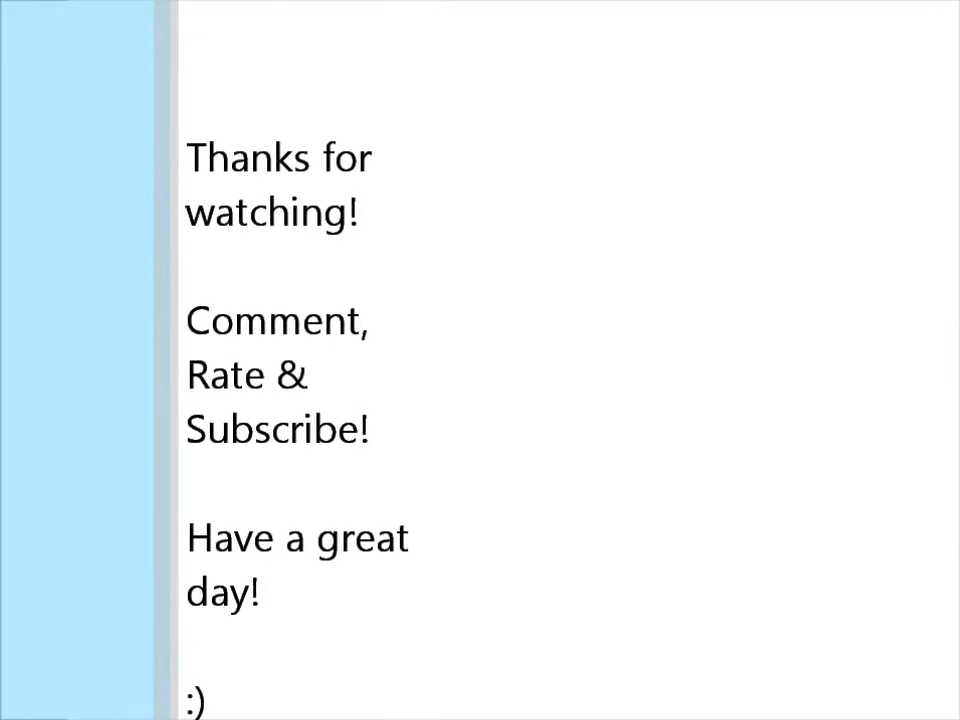 Thanks for
watching!
Comment,
Rate &
Subscribe!
Have a great
day!
:)